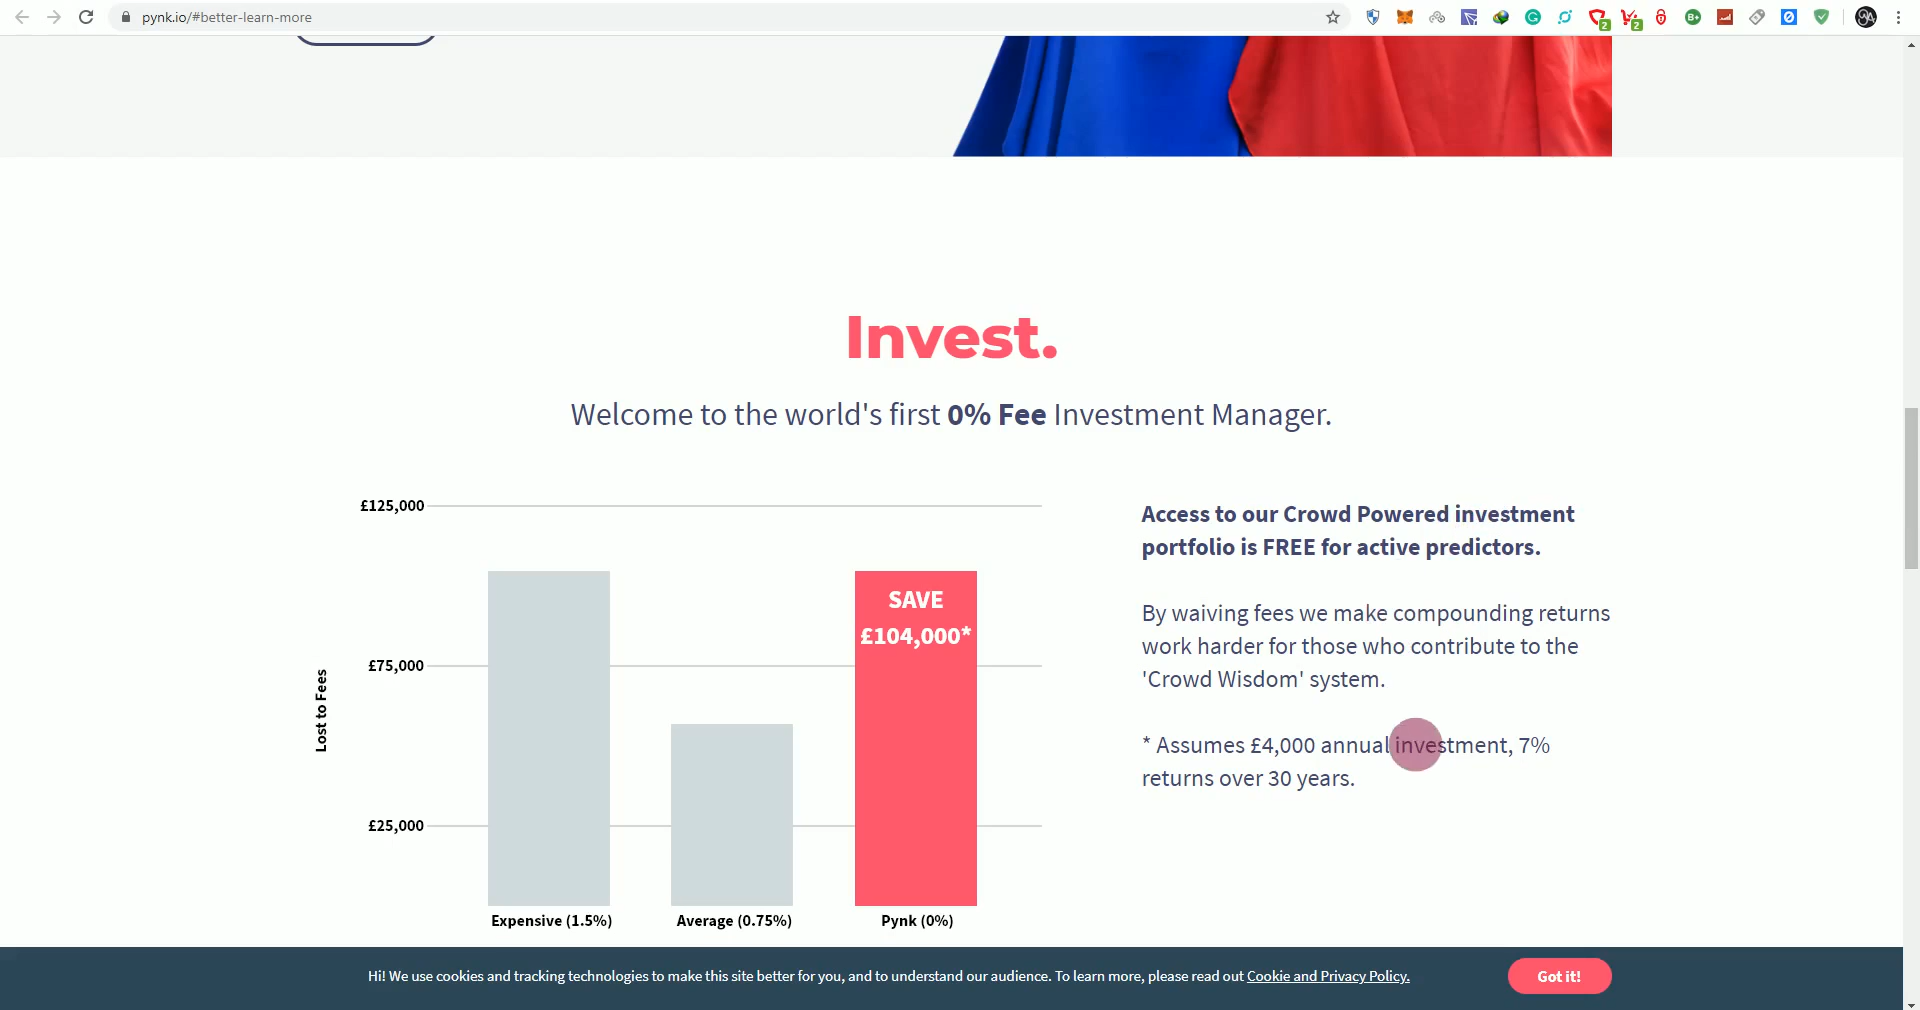 pynk.io/#better-learn-more
2
2
B+
Invest.
Welcome to the world's first 0% Fee Investment Manager.
£125,000
£75,000
£25,000
Lost to Fees
SAVE
£104,000*
Expensive (1.5%)
Average (0.75%)
Pynk (0%)
Access to our Crowd Powered investment
portfolio is FREE for active predictors.
By waiving fees we make compounding returns
work harder for those who contribute to the
'Crowd Wisdom' system.
* Assumes £4,000 annual investment, 7%
returns over 30 years.
Hi! We use cookies and tracking technologies to make this site better for you, and to understand our audience. To learn more, please read out Cookie and Privacy Policy.
Got it!